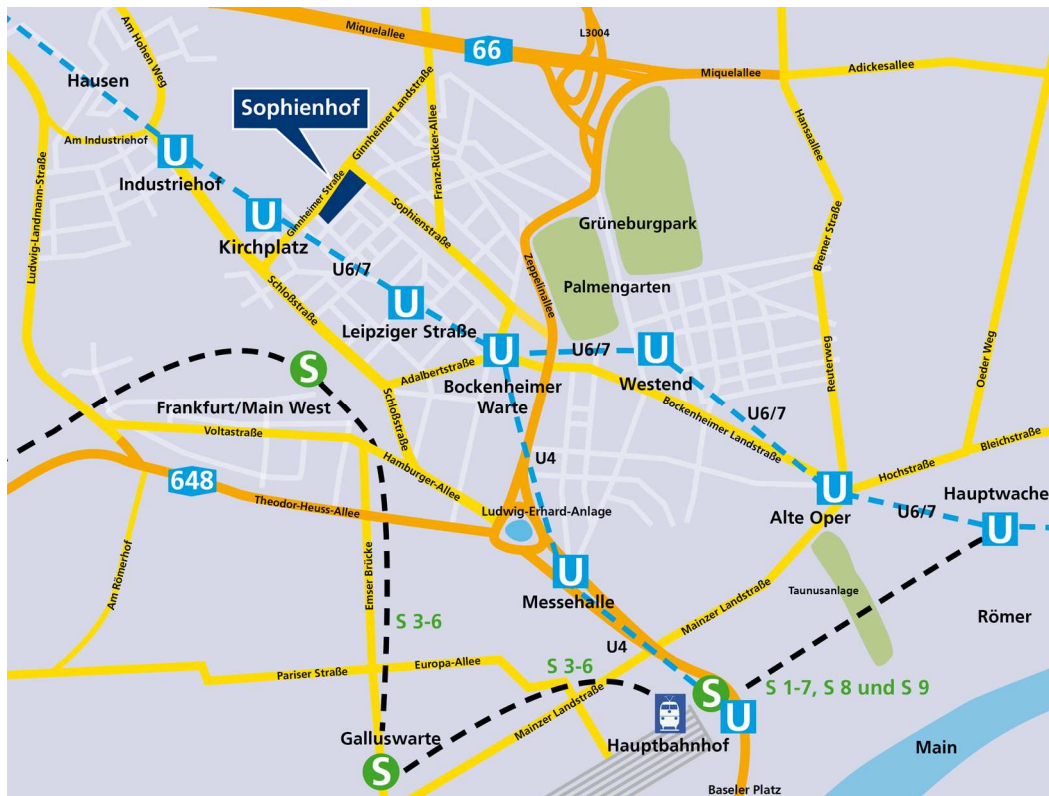 Miquelallee
L3004
66
Miquelallee
Adickesallee
Am Hohen Weg
Hausen
Sophienhof
Ginnheimer Landstraße
Franz-Rücker-Allee
Hansaallee
Am Industriehof
U
Industriehof
Ludwig-Landmann-Straße
Ginnheimer Straße
Sophienstraße
U
Kirchplatz
Grüneburgpark
Bremer Straße
U6/7
Schloßstraße
Zeppelinallee
Palmengarten
U
Leipziger Straße
U
U6/7
U
Westend
Reuterweg
Oeder Weg
S
Adalbertstraße
Bockenheimer
Warte
Frankfurt/Main West
Schloßstraße
Bockenheimer Landstraße
U6/7
Voltastraße
Hamburger-Allee
U4
Hochstraße
Bleichstraße
648
U
Alte Oper
U6/7
Hauptwache
U
Theodor-Heuss-Allee
Ludwig-Erhard-Anlage
Am Römerhof
Emser Brücke
U
Messehalle
Mainzer Landstraße
Taunusanlage
Römer
S 3-6
U4
Pariser Straße
Europa-Allee
S 3-6
S 1-7, S 8 und S 9
S
U
Mainzer Landstraße
Galluswarte
S
Hauptbahnhof
Main
Baseler Platz